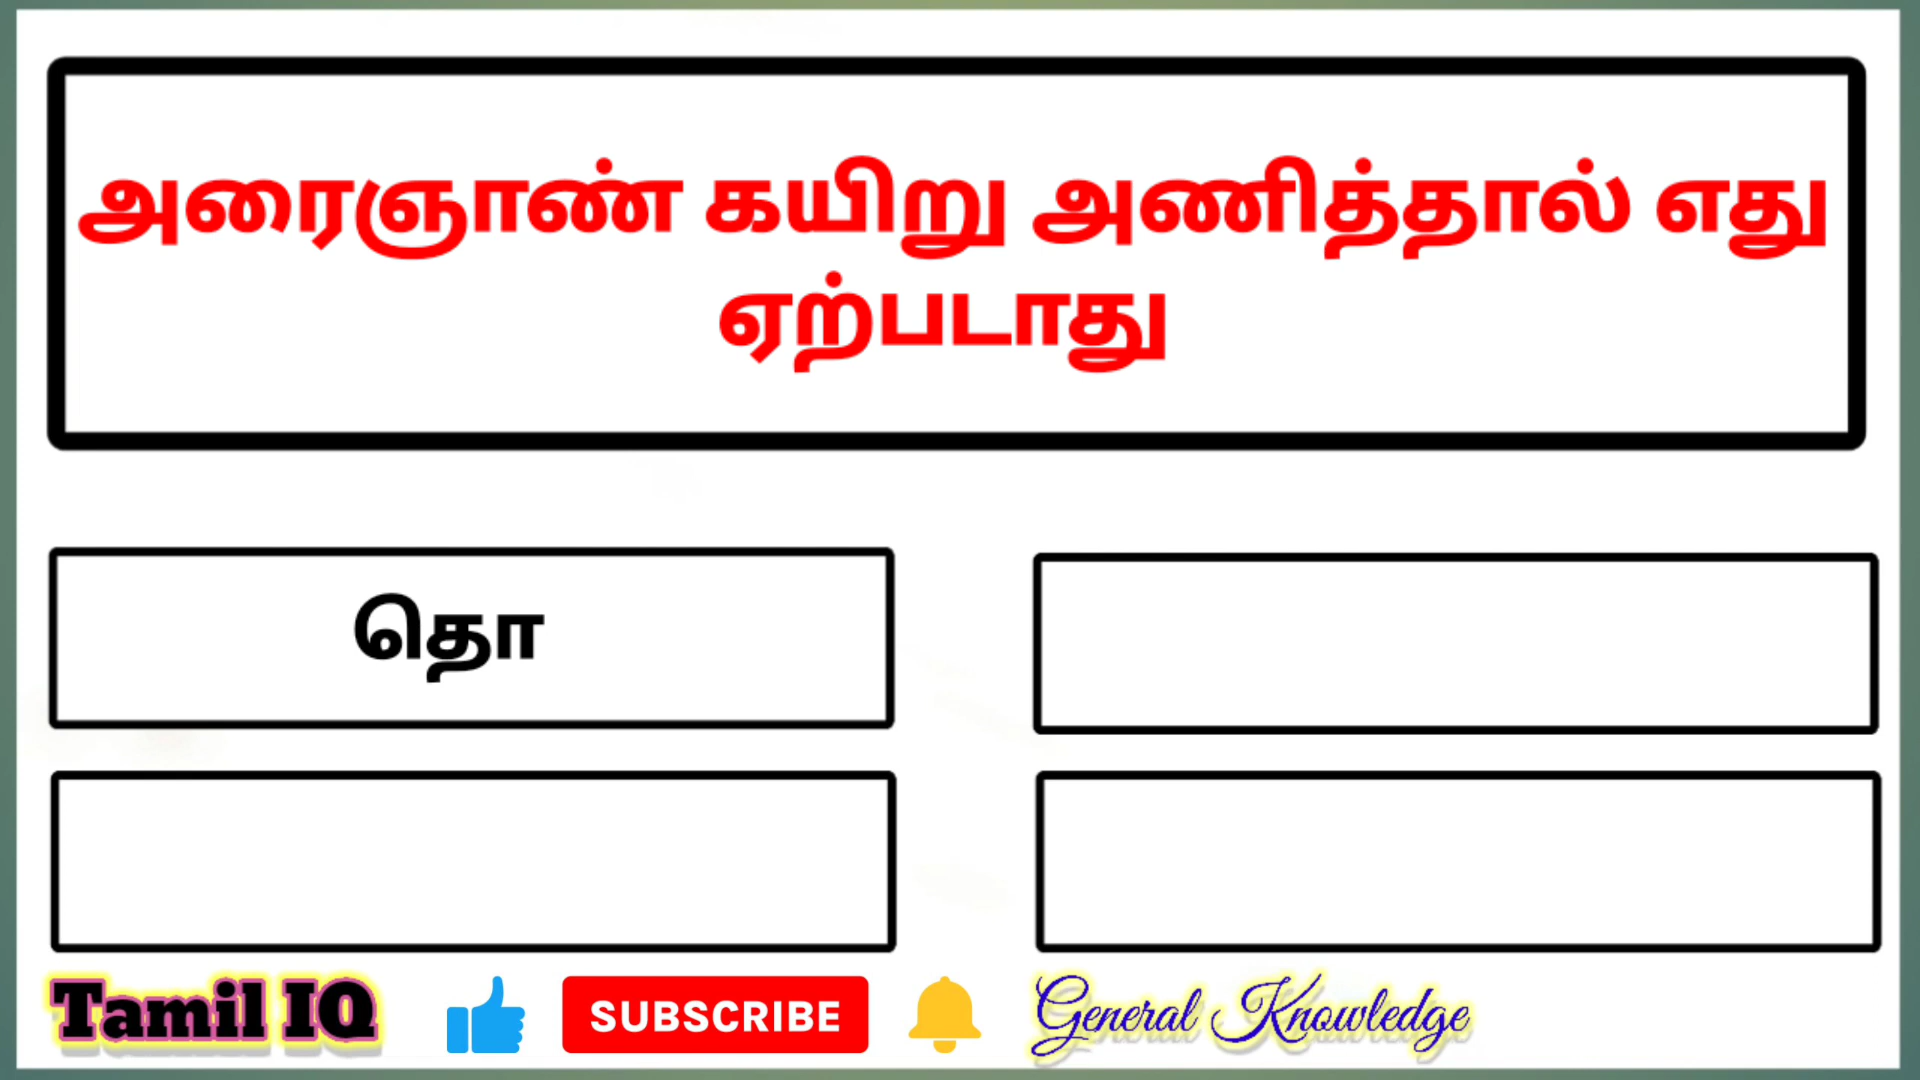 அரைஞாண் கயிறு அணித்தால் எது
ஏற்படாது
தொ
Tamil IQ
SUBSCRIBE
General Knowledge